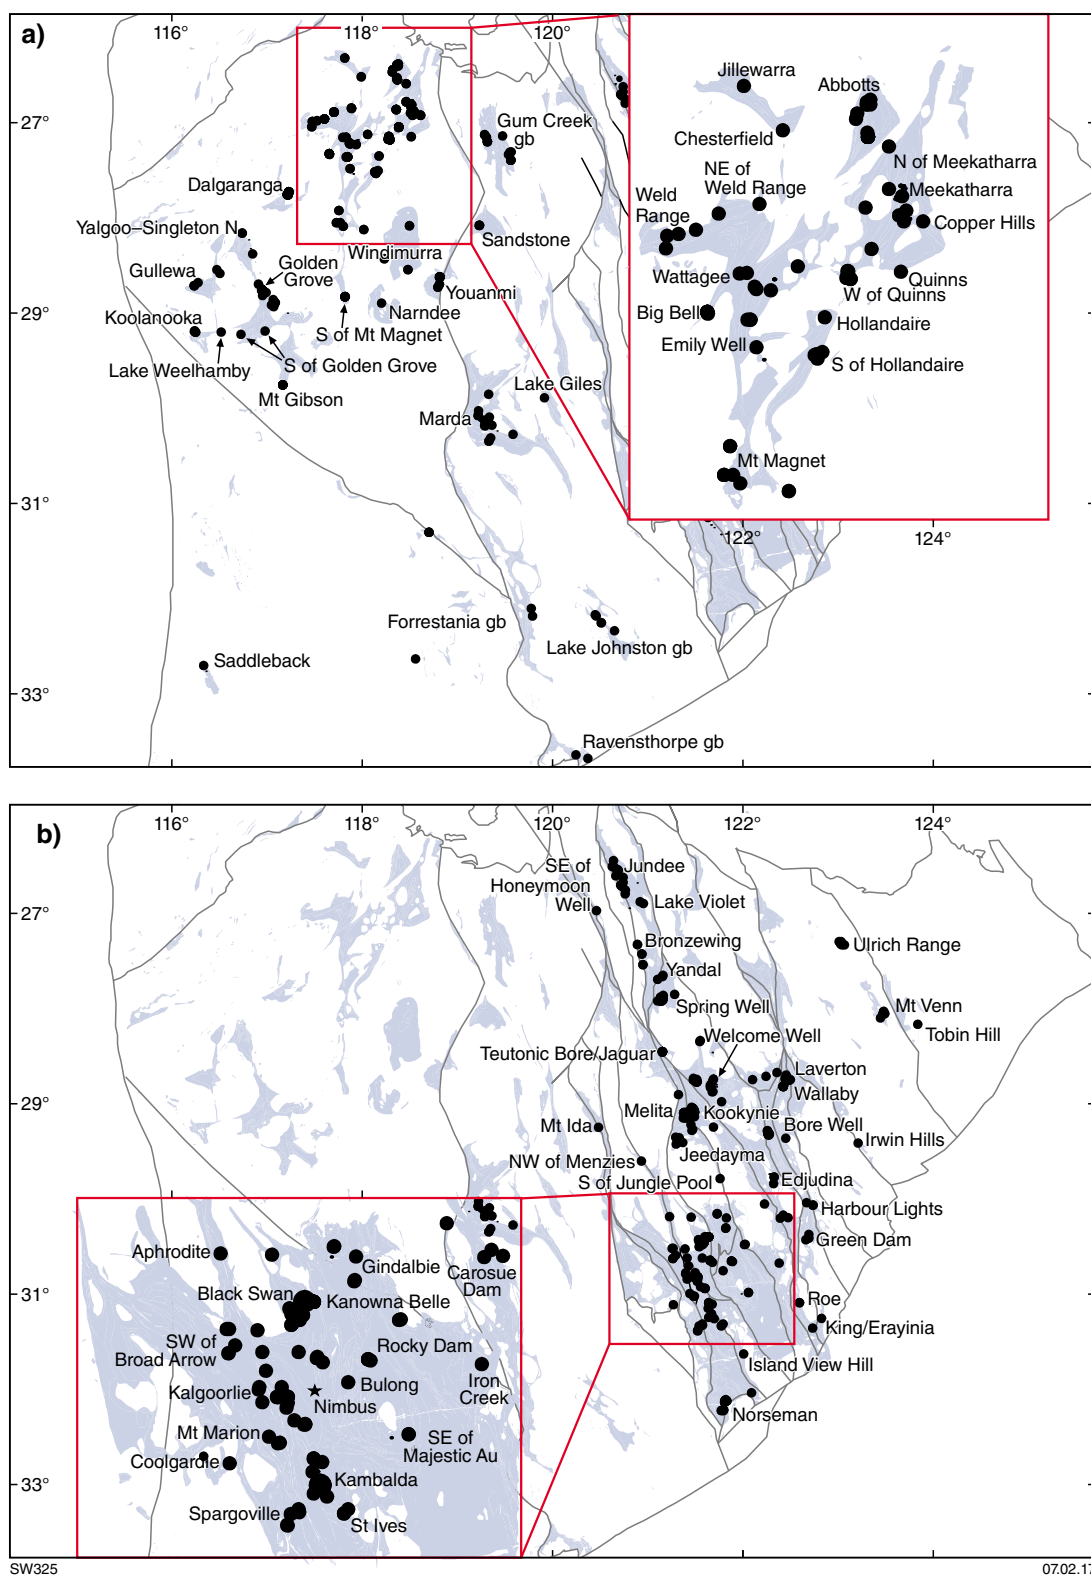 a)
116°
118°
120°
27°
29°
31°
33°
122°
124°
Gum Creek
gb
Dalgaranga
Yalgoo–Singleton N
Sandstone
Windimurra
Golden
Grove
Gullewa
Youanmi
Narndee
Koolanooka
S of Mt Magnet
S of Golden Grove
Lake Weelhamby
Mt Gibson
Lake Giles
Marda
Forrestania gb
Lake Johnston gb
Saddleback
Ravensthorpe gb
Jillewarra
Abbotts
Chesterfield
N of Meekatharra
NE of
Weld Range
Meekatharra
Weld
Range
Copper Hills
Wattagee
Quinns
W of Quinns
Big Bell
Hollandaire
Emily Well
S of Hollandaire
Mt Magnet
b)
116°
118°
120°
122°
124°
27°
29°
31°
33°
SE of
Honeymoon
Well
Jundee
Lake Violet
Bronzewing
Ulrich Range
Yandal
Spring Well
Mt Venn
Tobin Hill
Welcome Well
Teutonic Bore/Jaguar
Laverton
Wallaby
Melita
Kookynie
Mt Ida
Bore Well
Irwin Hills
Jeedayma
NW of Menzies
S of Jungle Pool
Edjudina
Harbour Lights
Green Dam
Roe
King/Erayinia
Island View Hill
Norseman
Aphrodite
Gindalbie
Carosue
Dam
Black Swan
Kanowna Belle
SW of
Broad Arrow
Rocky Dam
Iron
Creek
Kalgoorlie
Bulong
Nimbus
Mt Marion
SE of
Majestic Au
Coolgardie
Kambalda
Spargoville
St Ives
SW325
07.02.17